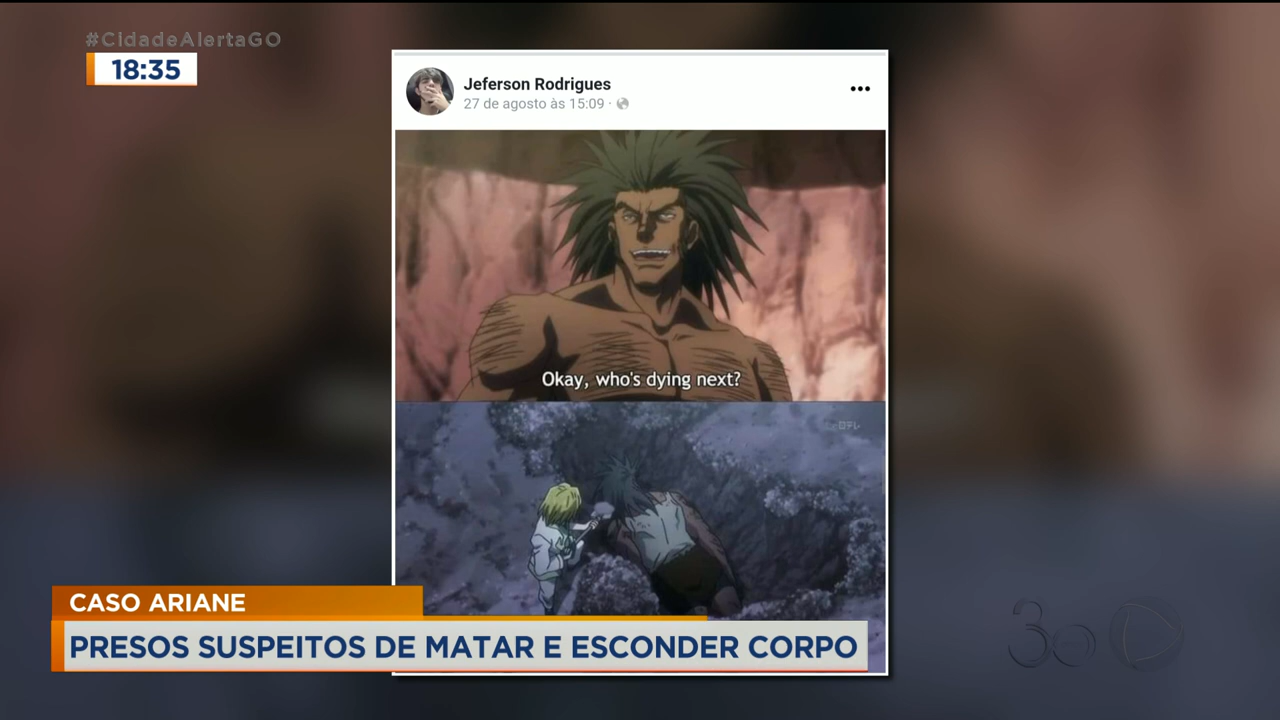 #CidadeAlertaGO
18:35
Jeferson Rodrigues
27 de agosto às 15:09 ·
Okay, who's dying next?
CASO ARIANE
PRESOS SUSPEITOS DE MATAR E ESCONDER CORPO
30